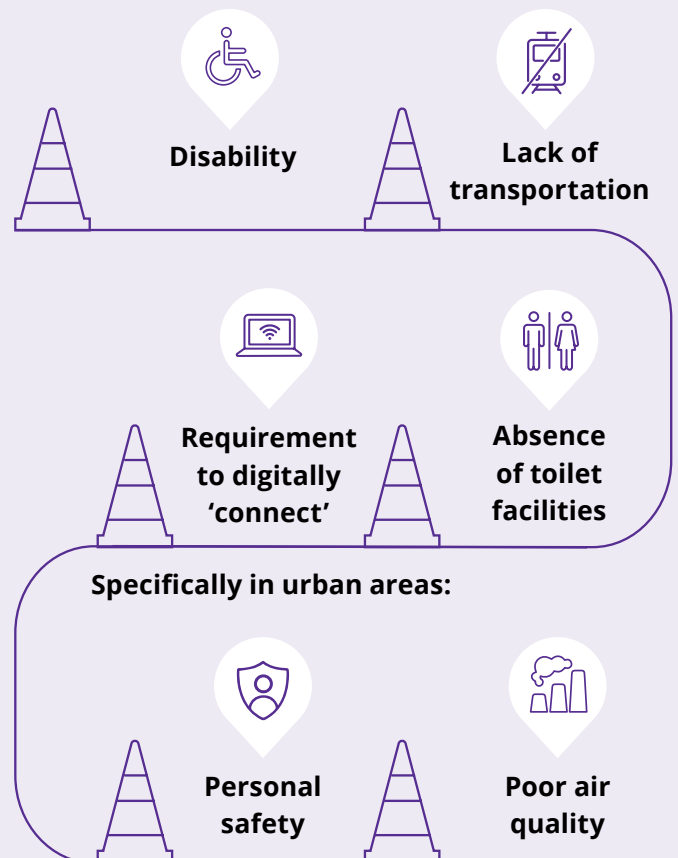 Disability
Lack of
transportation
Requirement
to digitally
‘connect’
Absence
of toilet
facilities
Specifically in urban areas:
Personal
safety
Poor air
quality